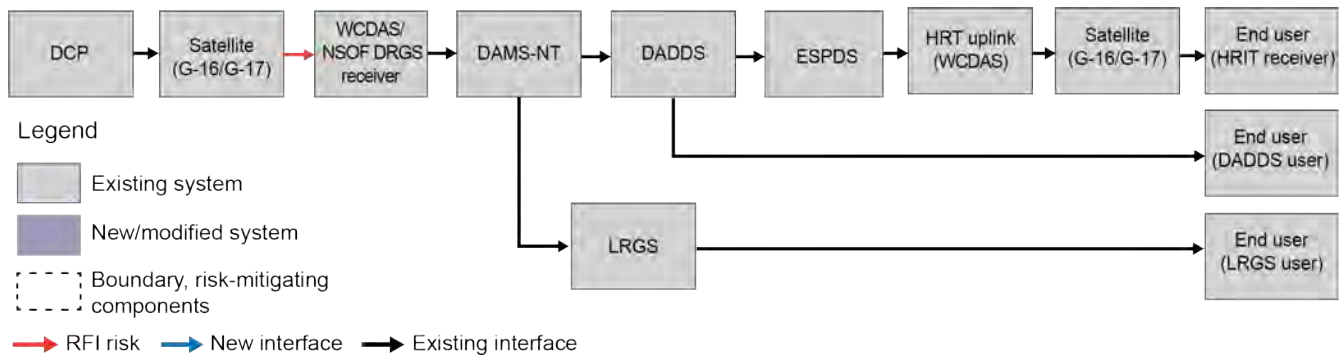 DCP
Satellite
(G-16/G-17)
WCDAS/
NSOF DRGS
receiver
DAMS-NT
DADDS
ESPDS
HRT uplink
(WCDAS)
Satellite
(G-16/G-17)
End user
(HRIT receiver)
End user
(DADDS user)
LRGS
End user
(LRGS user)
Legend
Existing system
New/modified system
Boundary, risk-mitigating
components
RFI risk
New interface
Existing interface